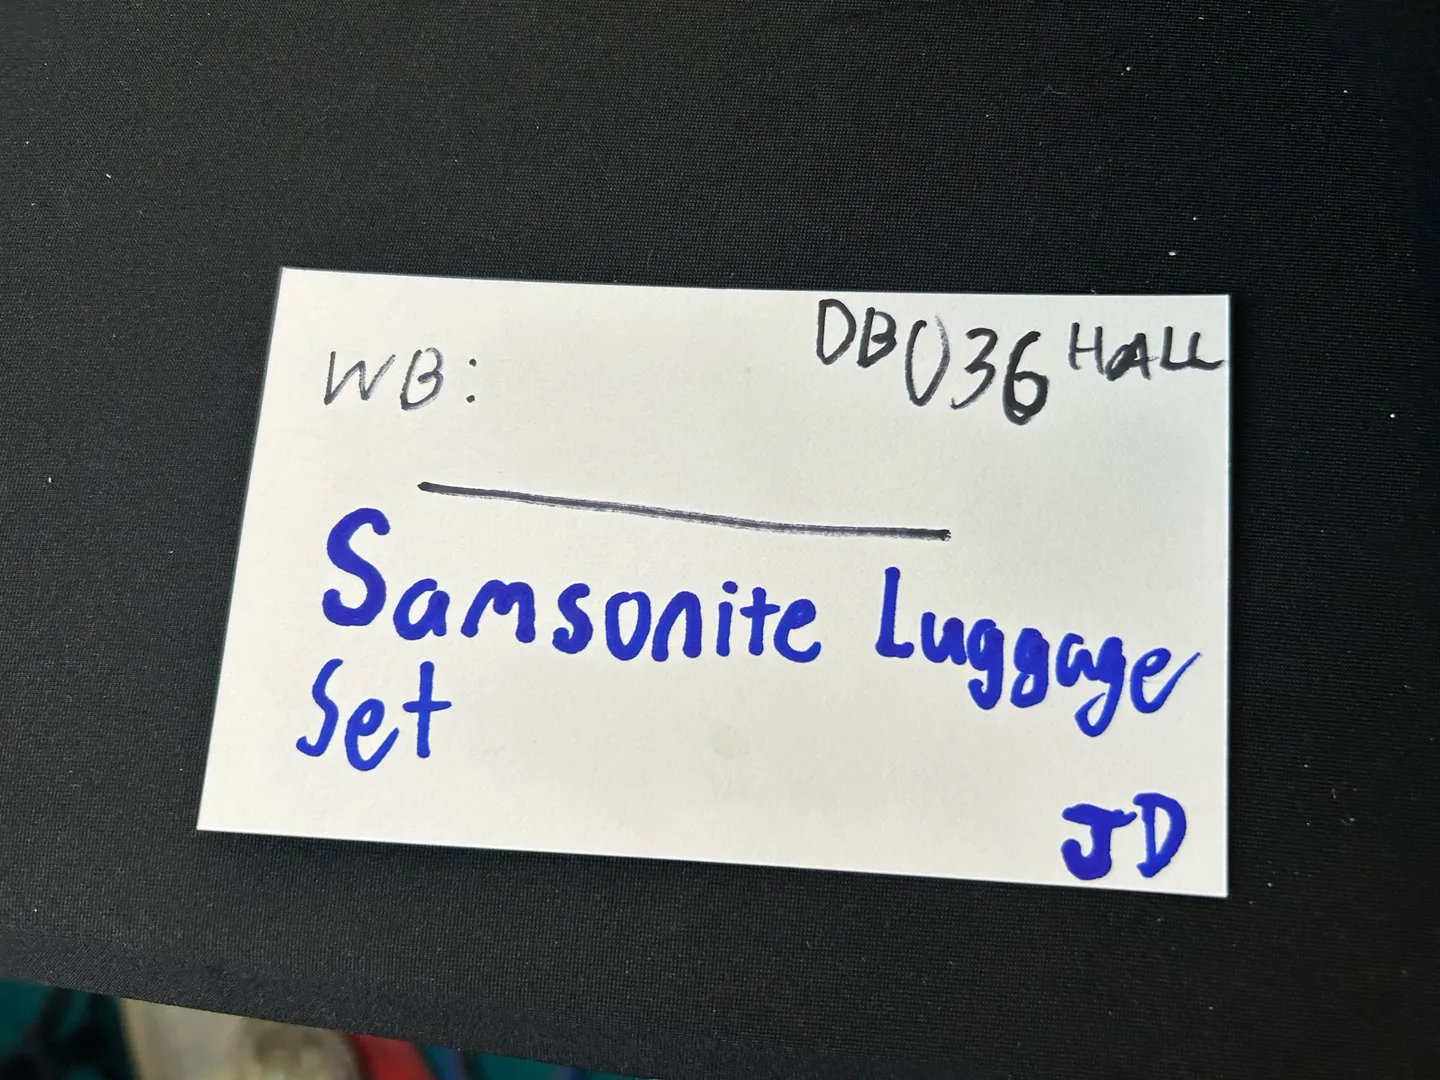 WB:
DB036 HALL
Samsonite Luggage
Set
JD